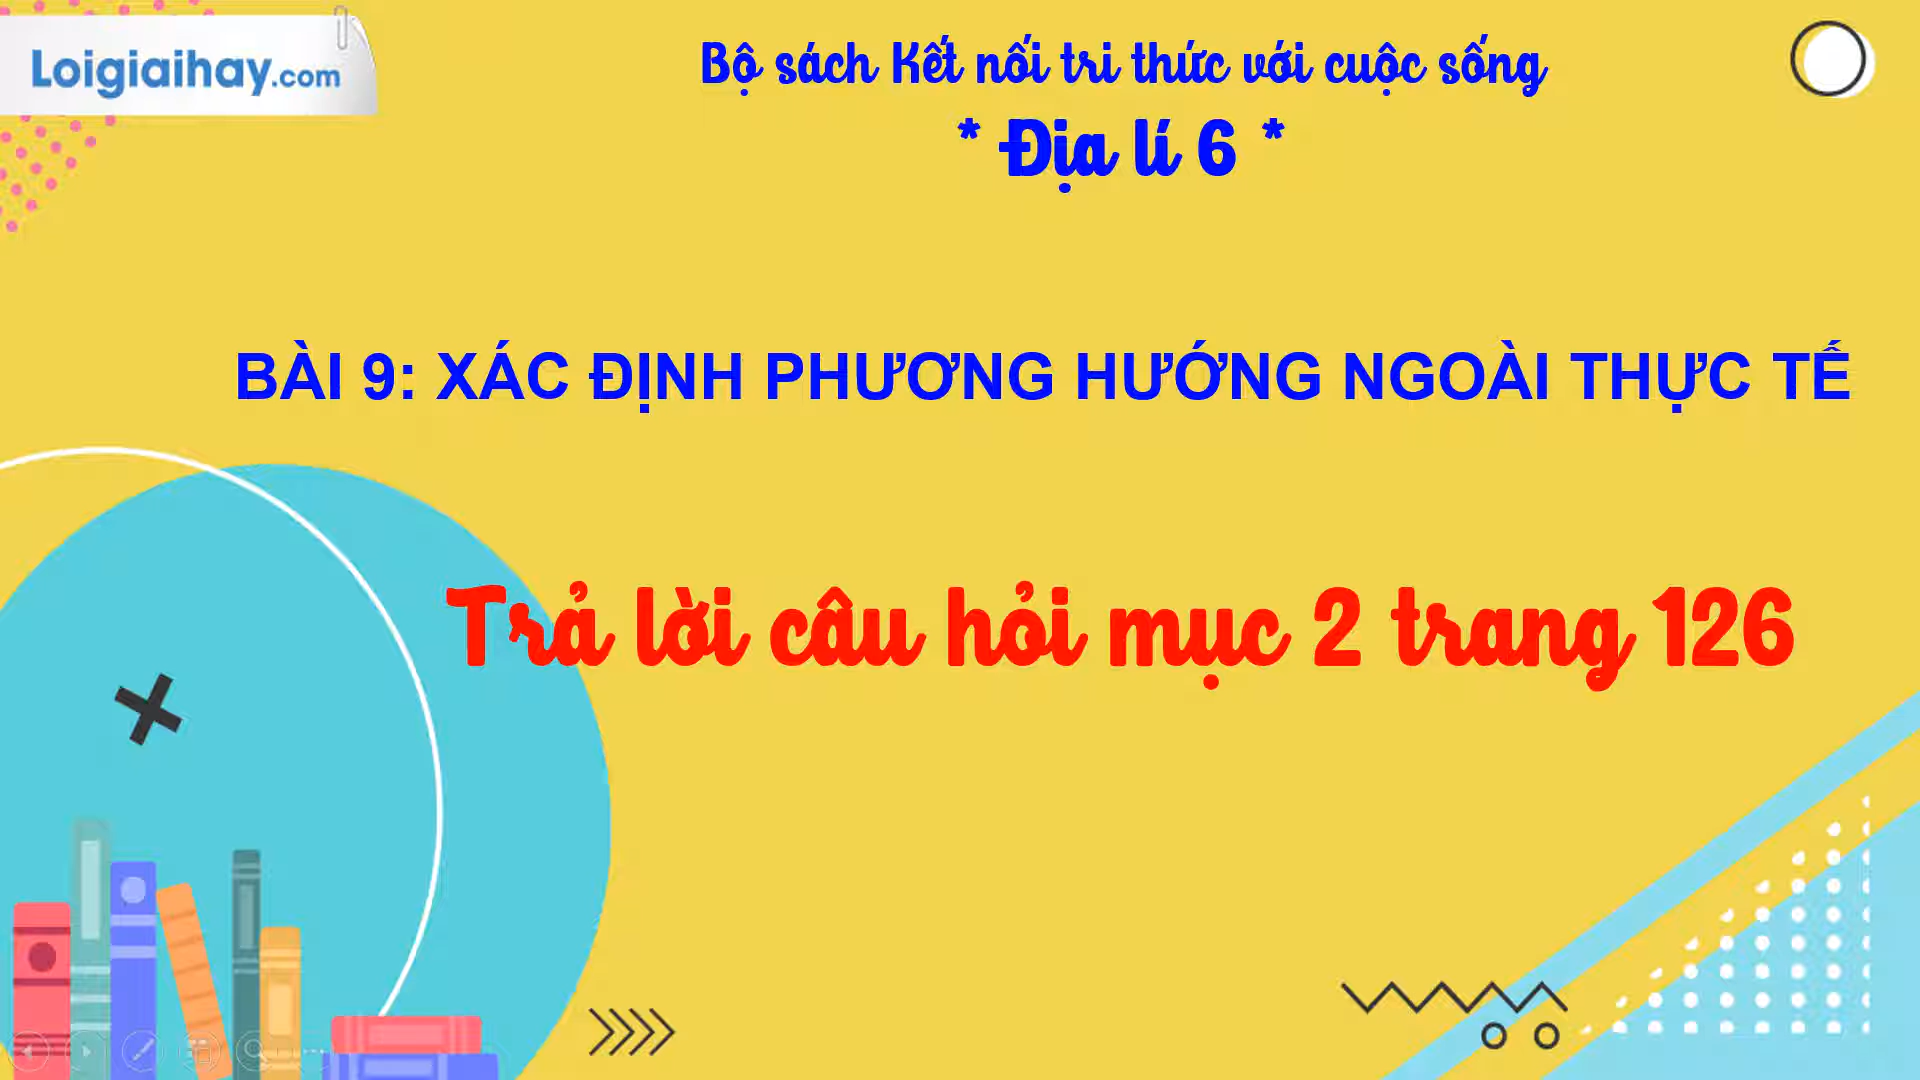 Loigiaihay.com
Bộ sách Kết nối tri thức với cuộc sống
* Địa lí 6 *
BÀI 9: XÁC ĐỊNH PHƯƠNG HƯỚNG NGOÀI THỰC TẾ
Trả lời câu hỏi mục 2 trang 126